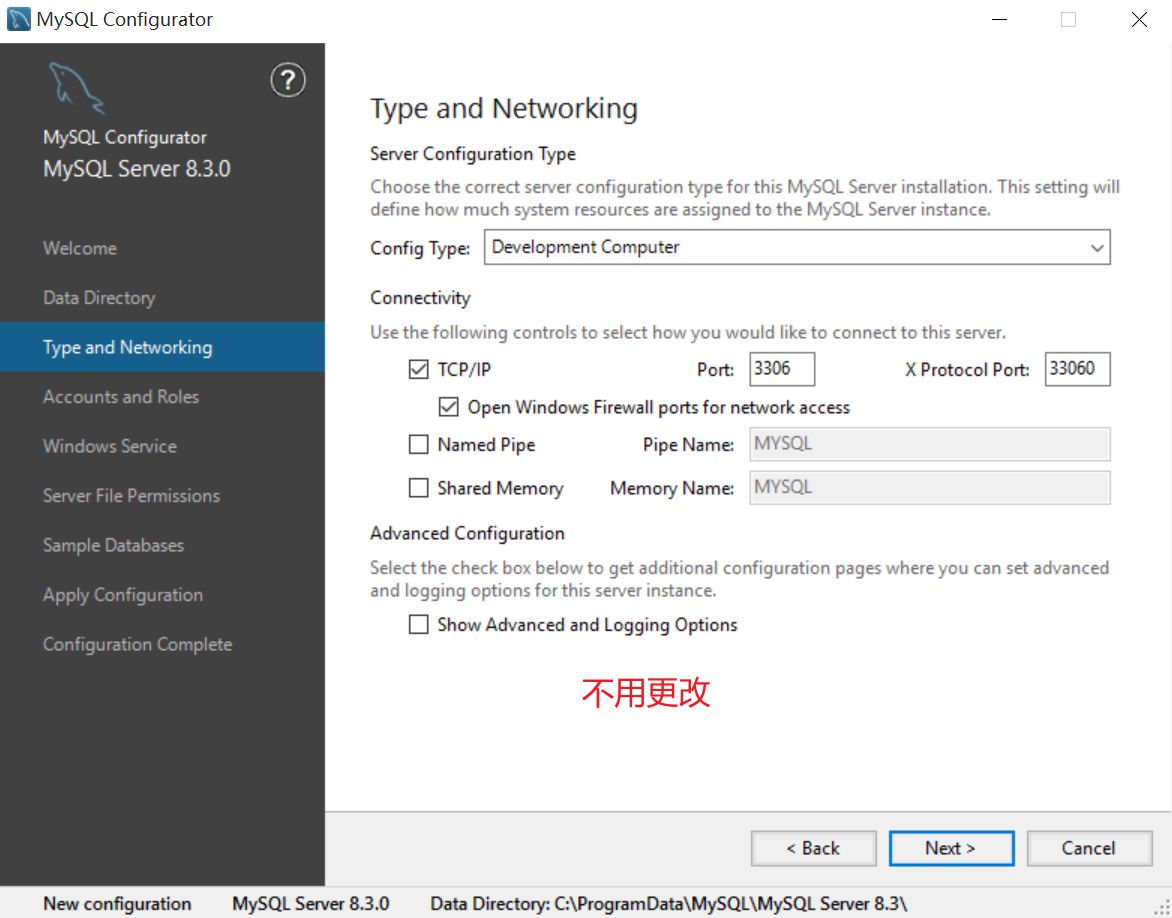 MySQL Configurator
?
MySQL Configurator
MySQL Server 8.3.0
Welcome
Data Directory
Type and Networking
Accounts and Roles
Windows Service
Server File Permissions
Sample Databases
Apply Configuration
Configuration Complete
Type and Networking
Server Configuration Type
Choose the correct server configuration type for this MySQL Server installation. This setting will
define how much system resources are assigned to the MySQL Server instance.
Config Type: Development Computer
Connectivity
Use the following controls to select how you would like to connect to this server.
TCP/IP Port: 3306 X Protocol Port: 33060
Open Windows Firewall ports for network access
Named Pipe Pipe Name: MYSQL
Shared Memory Memory Name: MYSQL
Advanced Configuration
Select the check box below to get additional configuration pages where you can set advanced
and logging options for this server instance.
Show Advanced and Logging Options
不用更改
< Back Next > Cancel
New configuration MySQL Server 8.3.0 Data Directory: C:\ProgramData\MySQL\MySQL Server 8.3\